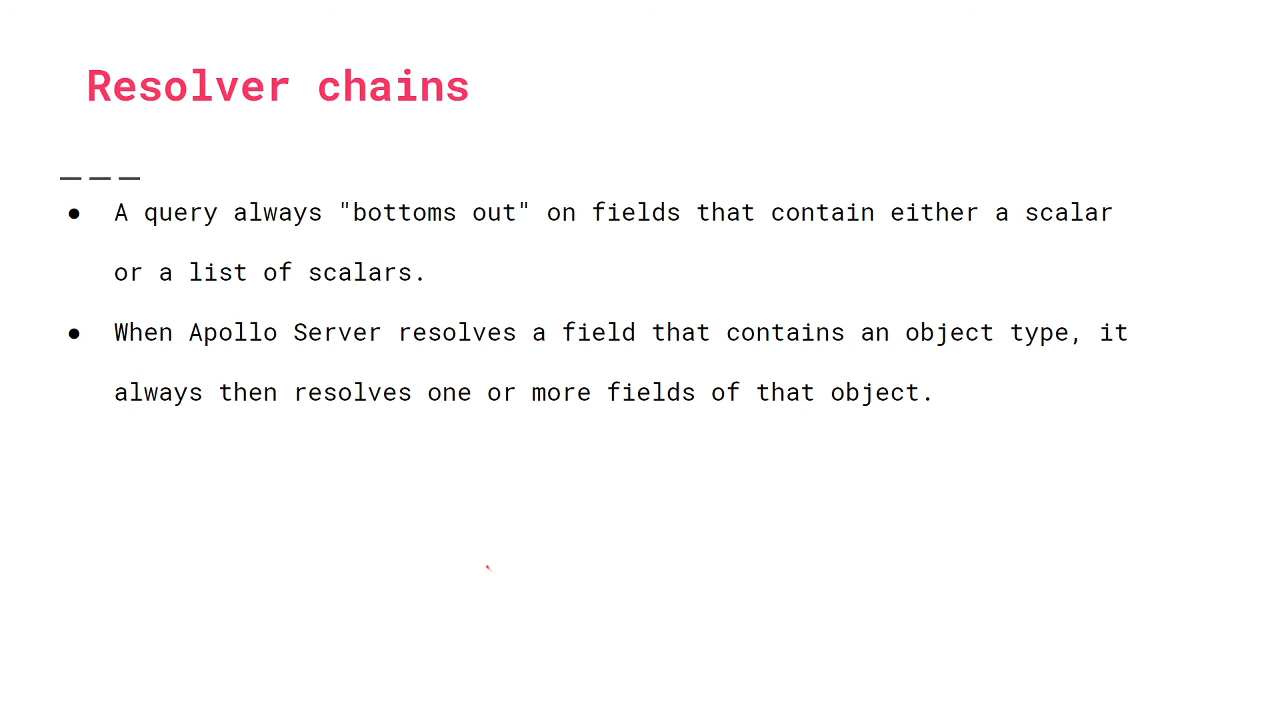 Resolver chains
● A query always "bottoms out" on fields that contain either a scalar
or a list of scalars.
● When Apollo Server resolves a field that contains an object type, it
always then resolves one or more fields of that object.